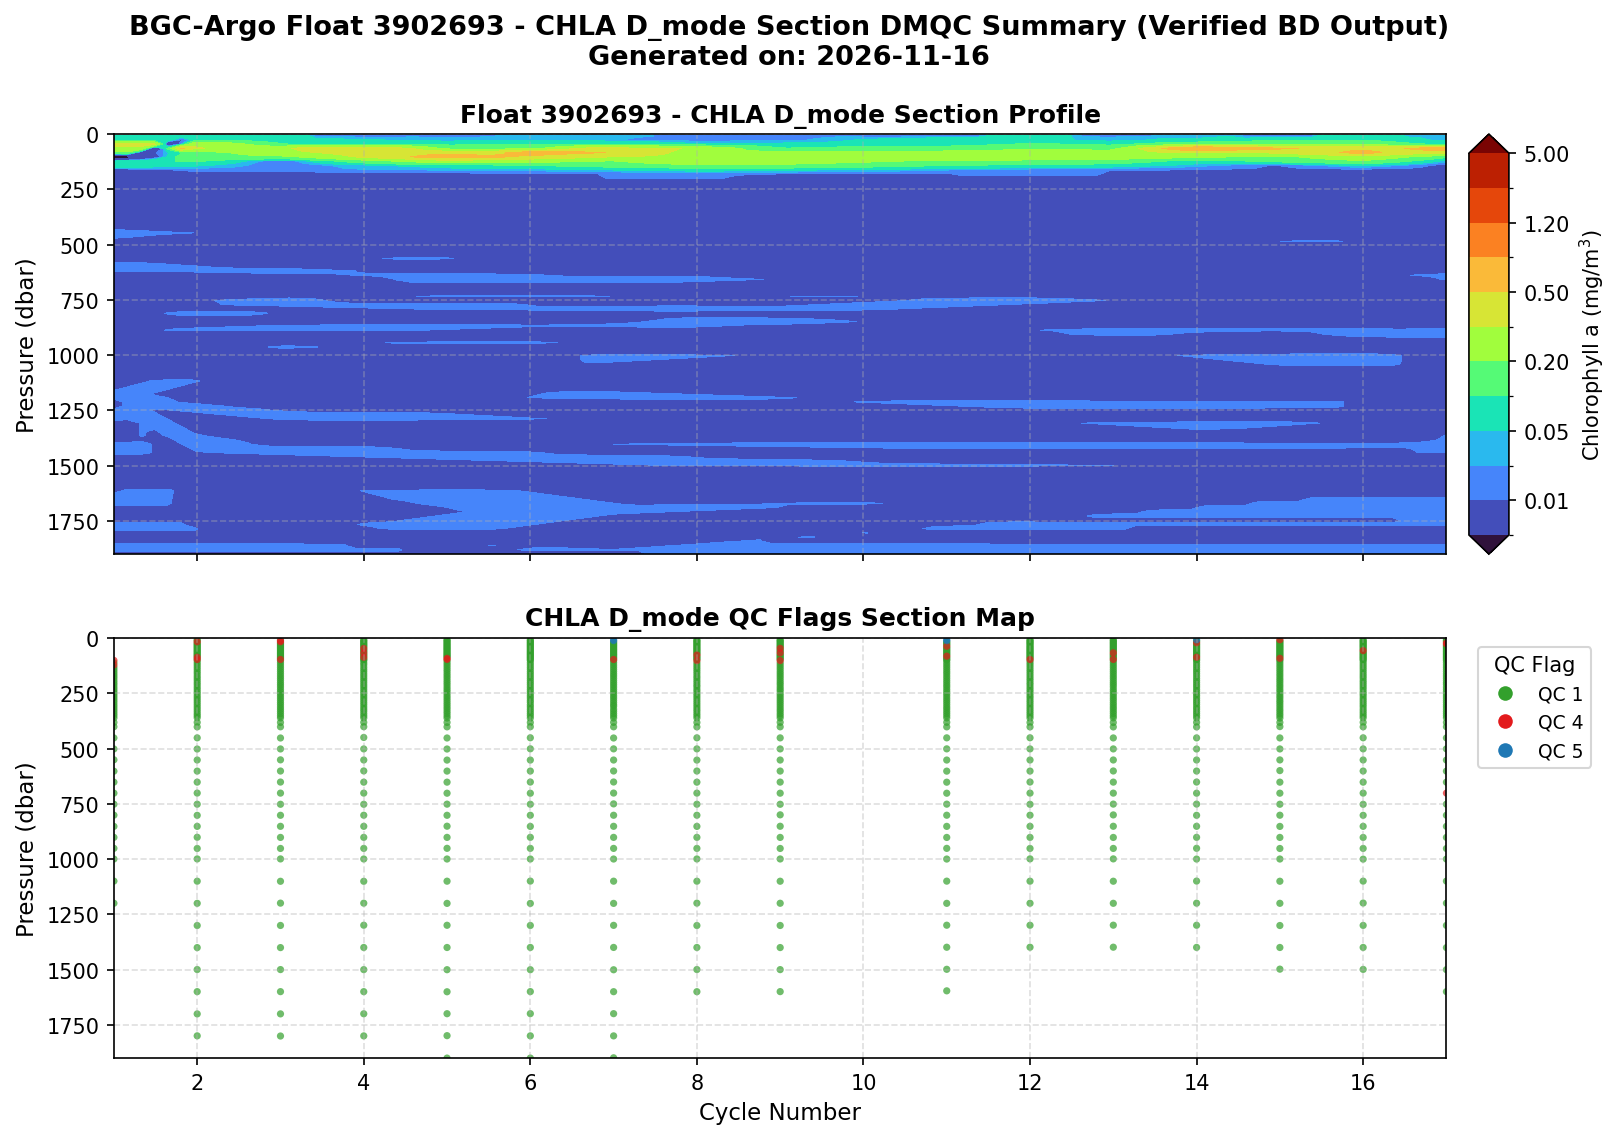 BGC-Argo Float 3902693 - CHLA D_mode Section DMQC Summary (Verified BD Output)
Generated on: 2026-11-16
Float 3902693 - CHLA D_mode Section Profile
Pressure (dbar)
0
250
500
750
1000
1250
1500
1750
5.00
1.20
0.50
0.20
0.05
0.01
Chlorophyll a (mg/m³)
CHLA D_mode QC Flags Section Map
Pressure (dbar)
0
250
500
750
1000
1250
1500
1750
2 4 6 8 10 12 14 16
Cycle Number
QC Flag
QC 1
QC 4
QC 5